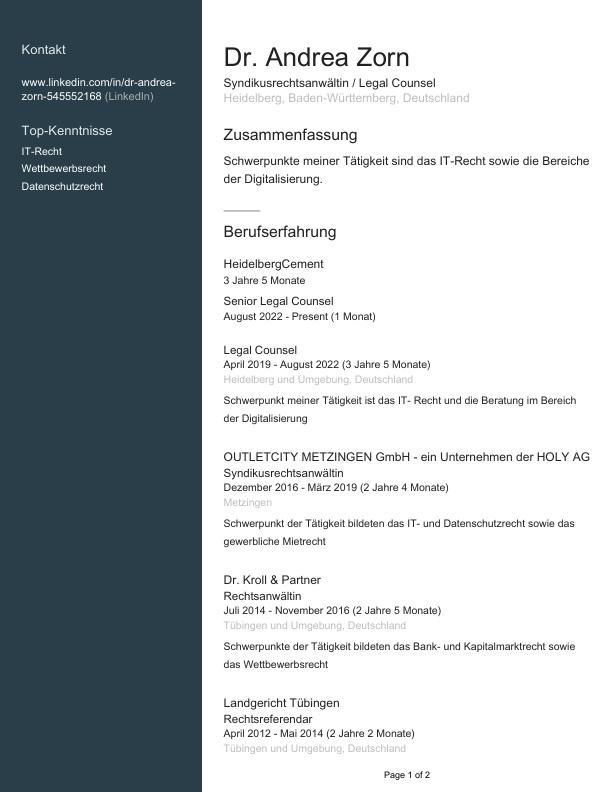 Kontakt
www.linkedin.com/in/dr-andrea-
zorn-545552168 (LinkedIn)
Top-Kenntnisse
IT-Recht
Wettbewerbsrecht
Datenschutzrecht
Dr. Andrea Zorn
Syndikusrechtsanwältin / Legal Counsel
Heidelberg, Baden-Württemberg, Deutschland
Zusammenfassung
Schwerpunkte meiner Tätigkeit sind das IT-Recht sowie die Bereiche
der Digitalisierung.
Berufserfahrung
HeidelbergCement
3 Jahre 5 Monate
Senior Legal Counsel
August 2022 - Present (1 Monat)
Legal Counsel
April 2019 - August 2022 (3 Jahre 5 Monate)
Heidelberg und Umgebung, Deutschland
Schwerpunkt meiner Tätigkeit ist das IT- Recht und die Beratung im Bereich
der Digitalisierung
OUTLETCITY METZINGEN GmbH - ein Unternehmen der HOLY AG
Syndikusrechtsanwältin
Dezember 2016 - März 2019 (2 Jahre 4 Monate)
Metzingen
Schwerpunkt der Tätigkeit bildeten das IT- und Datenschutzrecht sowie das
gewerbliche Mietrecht
Dr. Kroll & Partner
Rechtsanwältin
Juli 2014 - November 2016 (2 Jahre 5 Monate)
Tübingen und Umgebung, Deutschland
Schwerpunkte der Tätigkeit bildeten das Bank- und Kapitalmarktrecht sowie
das Wettbewerbsrecht
Landgericht Tübingen
Rechtsreferendar
April 2012 - Mai 2014 (2 Jahre 2 Monate)
Tübingen und Umgebung, Deutschland
Page 1 of 2